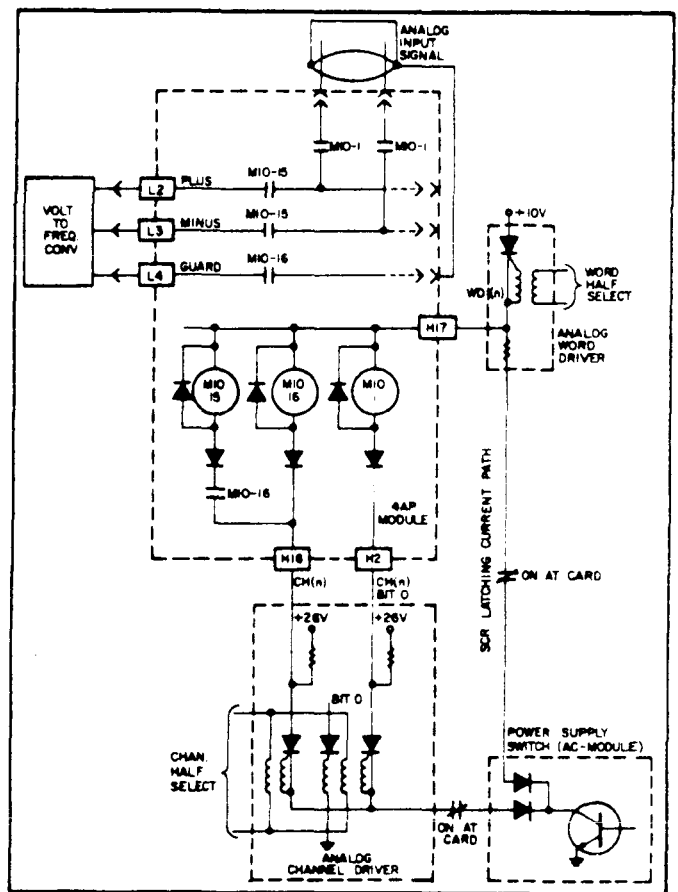 ANALOG
INPUT
SIGNAL
M10-1
M10-1
M10-15
L2
PLUS
VOLT
TO
FREQ.
CONV
M10-15
L3
MINUS
M10-16
L4
GUARD
+10V
WORD
HALF
SELECT
WD(n)
H17
ANALOG
WORD
DRIVER
M10
15
M10
16
M10
1
M10-16
4AP
MODULE
SCR LATCHING CURRENT PATH
ON AT CARD
H18
H2
CH(n)
CH(n)
BIT 0
+26V
+26V
BIT 0
CHAN.
HALF
SELECT
POWER SUPPLY
SWITCH (AC-MODULE)
ON AT
CARD
ANALOG
CHANNEL DRIVER